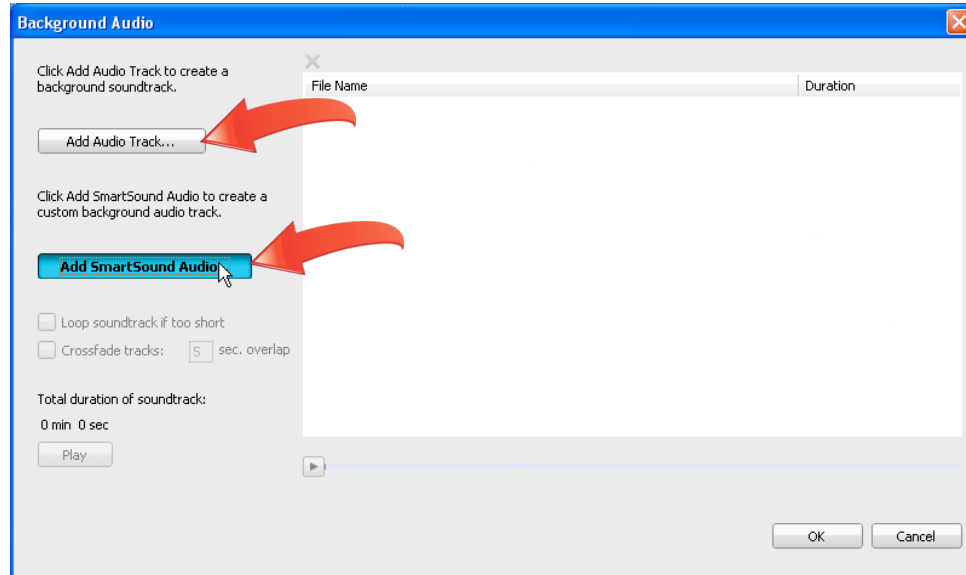 Background Audio
Click Add Audio Track to create a
background soundtrack.
Add Audio Track...
Click Add SmartSound Audio to create a
custom background audio track.
Add SmartSound Audio
Loop soundtrack if too short
Crossfade tracks: 5 sec. overlap
Total duration of soundtrack:
0 min 0 sec
Play
File Name Duration
OK Cancel